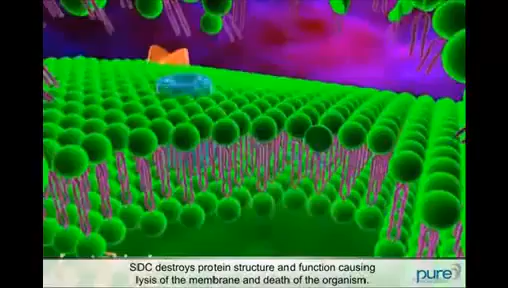 SDC destroys protein structure and function causing
lysis of the membrane and death of the organism.
pure